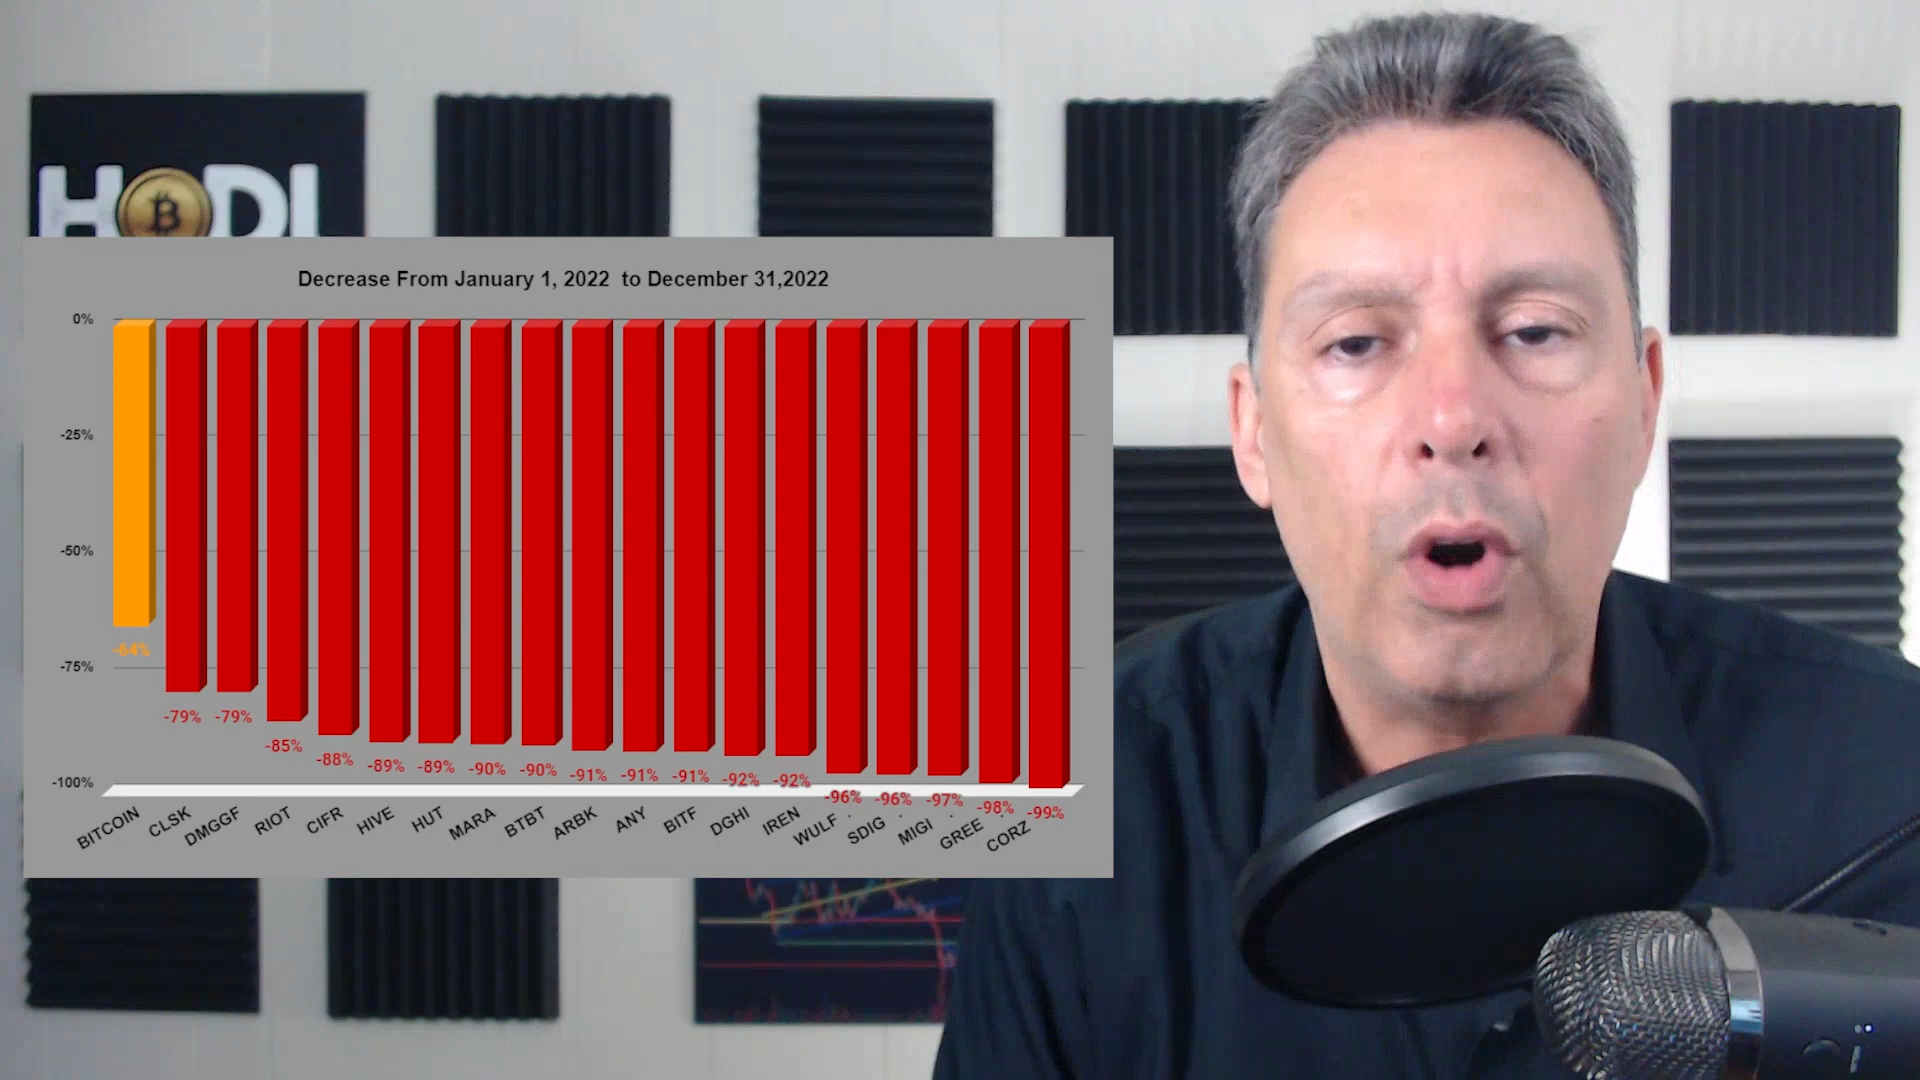 HODL
Decrease From January 1, 2022 to December 31,2022
0%
-25%
-50%
-75%
-100%
-64%
-79%
-79%
-85%
-88%
-89%
-89%
-90%
-90%
-91%
-91%
-91%
-92%
-92%
-96%
-96%
-97%
-98%
-99%
BITCOIN
CLSK
DMGGF
RIOT
CIFR
HIVE
HUT
MARA
BTBT
ARBK
ANY
BITF
DGHI
IREN
WULF
SDIG
MIGI
GREE
CORZ